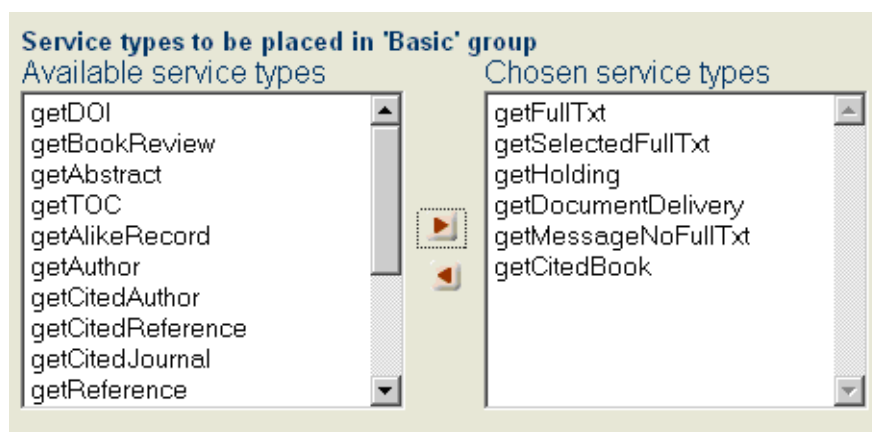 Service types to be placed in 'Basic' group
Available service types
getDOI
getBookReview
getAbstract
getTOC
getAlikeRecord
getAuthor
getCitedAuthor
getCitedReference
getCitedJournal
getReference
Chosen service types
getFullTxt
getSelectedFullTxt
getHolding
getDocumentDelivery
getMessageNoFullTxt
getCitedBook